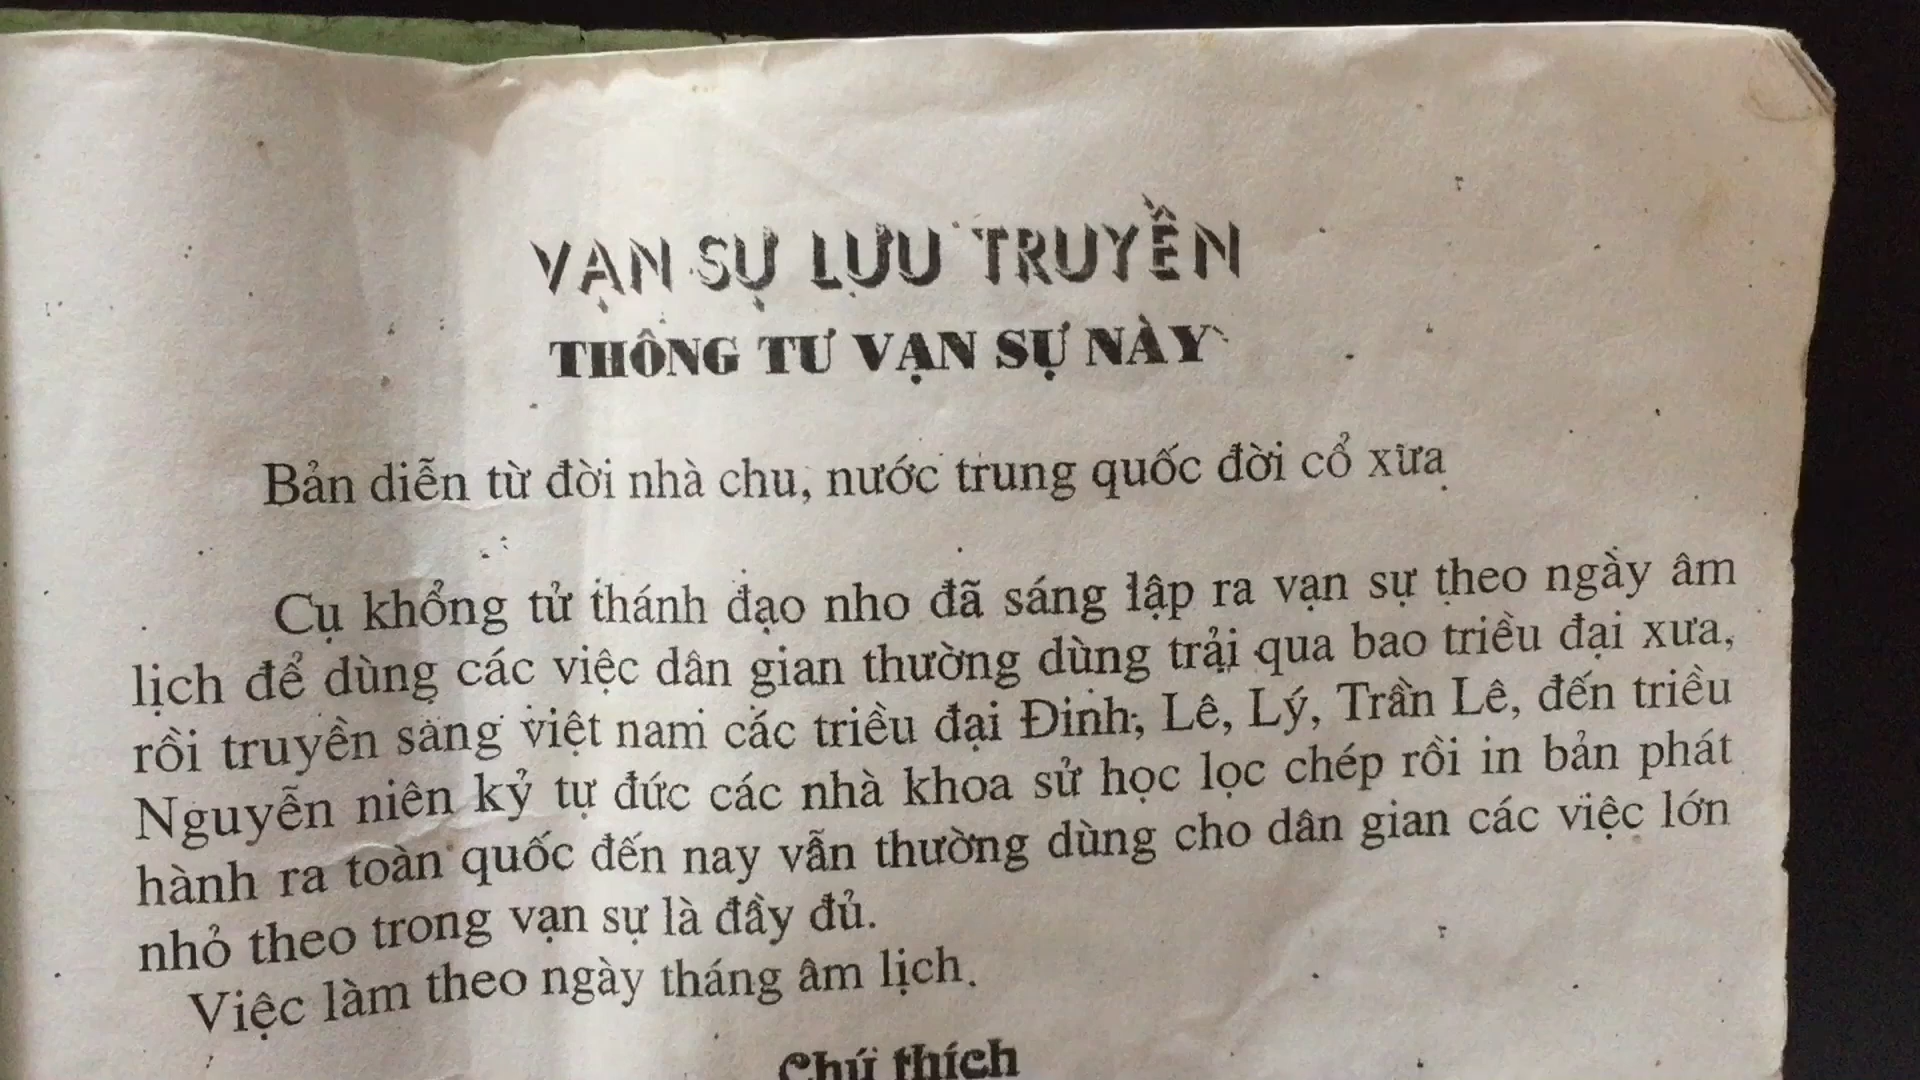 VẠN SỰ LƯU TRUYỀN
THÔNG TƯ VẠN SỰ NÀY
Bản diễn từ đời nhà chu, nước trung quốc đời cổ xưa
Cụ khổng tử thánh đạo nho đã sáng lập ra vạn sự theo ngày âm
lịch để dùng các việc dân gian thường dùng trải qua bao triều đại xưa,
rồi truyền sang việt nam các triều đại Đinh, Lê, Lý, Trần Lê, đến triều
Nguyễn niên kỷ tự đức các nhà khoa sử học lọc chép rồi in bản phát
hành ra toàn quốc đến nay vẫn thường dùng cho dân gian các việc lớn
nhỏ theo trong vạn sự là đầy đủ.
Việc làm theo ngày tháng âm lịch.
Chú thích